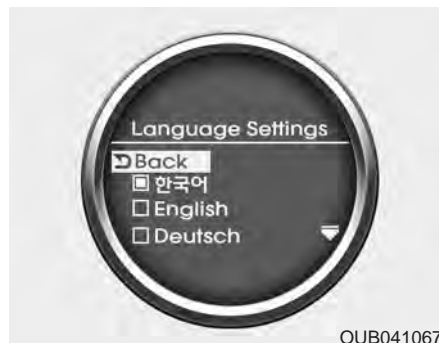 Language Settings
Back
한국어
English
Deutsch
OUB041067